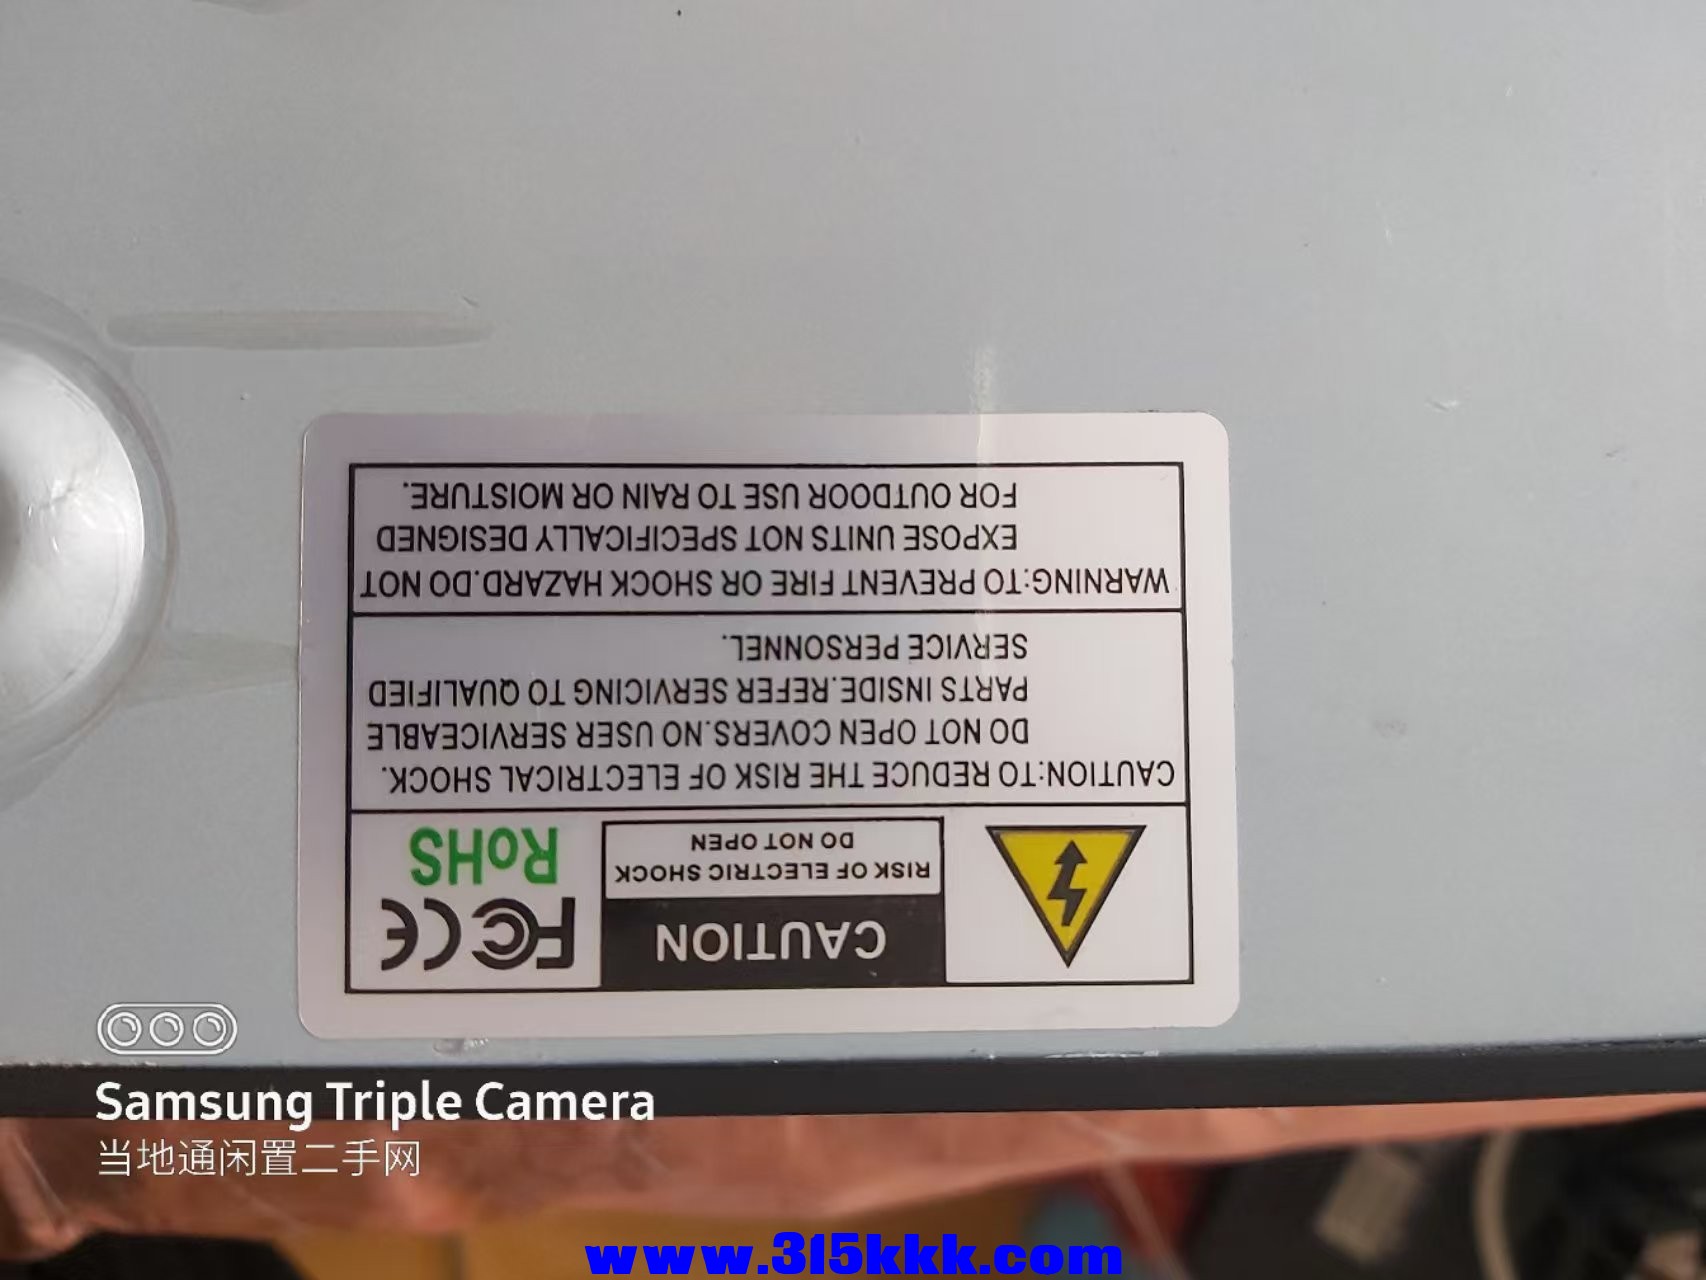 CAUTION
RISK OF ELECTRIC SHOCK
DO NOT OPEN
FC CE
RoHS
CAUTION:TO REDUCE THE RISK OF ELECTRICAL SHOCK.
DO NOT OPEN COVERS.NO USER SERVICEABLE
PARTS INSIDE.REFER SERVICING TO QUALIFIED
SERVICE PERSONNEL.
WARNING:TO PREVENT FIRE OR SHOCK HAZARD.DO NOT
EXPOSE UNITS NOT SPECIFICALLY DESIGNED
FOR OUTDOOR USE TO RAIN OR MOISTURE.
Samsung Triple Camera
当地通闲置二手网
www.315kkk.com